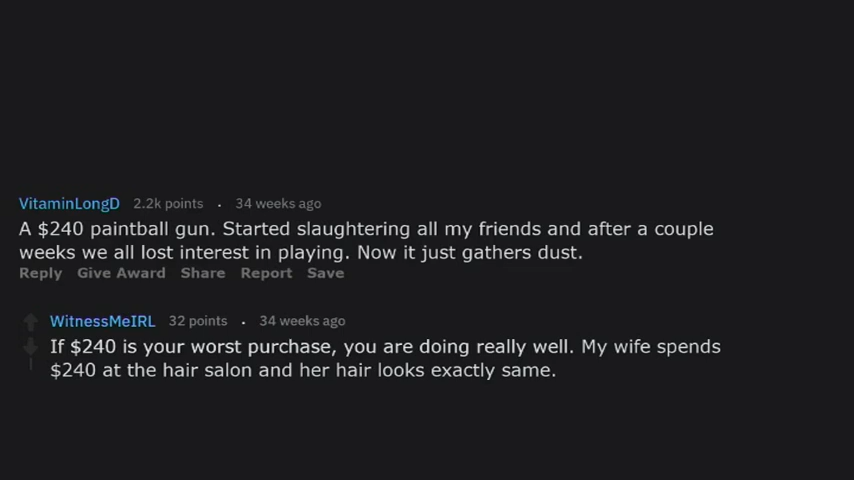 VitaminLongD 2.2k points . 34 weeks ago
A $240 paintball gun. Started slaughtering all my friends and after a couple
weeks we all lost interest in playing. Now it just gathers dust.
Reply Give Award Share Report Save
WitnessMeIRL 32 points . 34 weeks ago
If $240 is your worst purchase, you are doing really well. My wife spends
$240 at the hair salon and her hair looks exactly same.